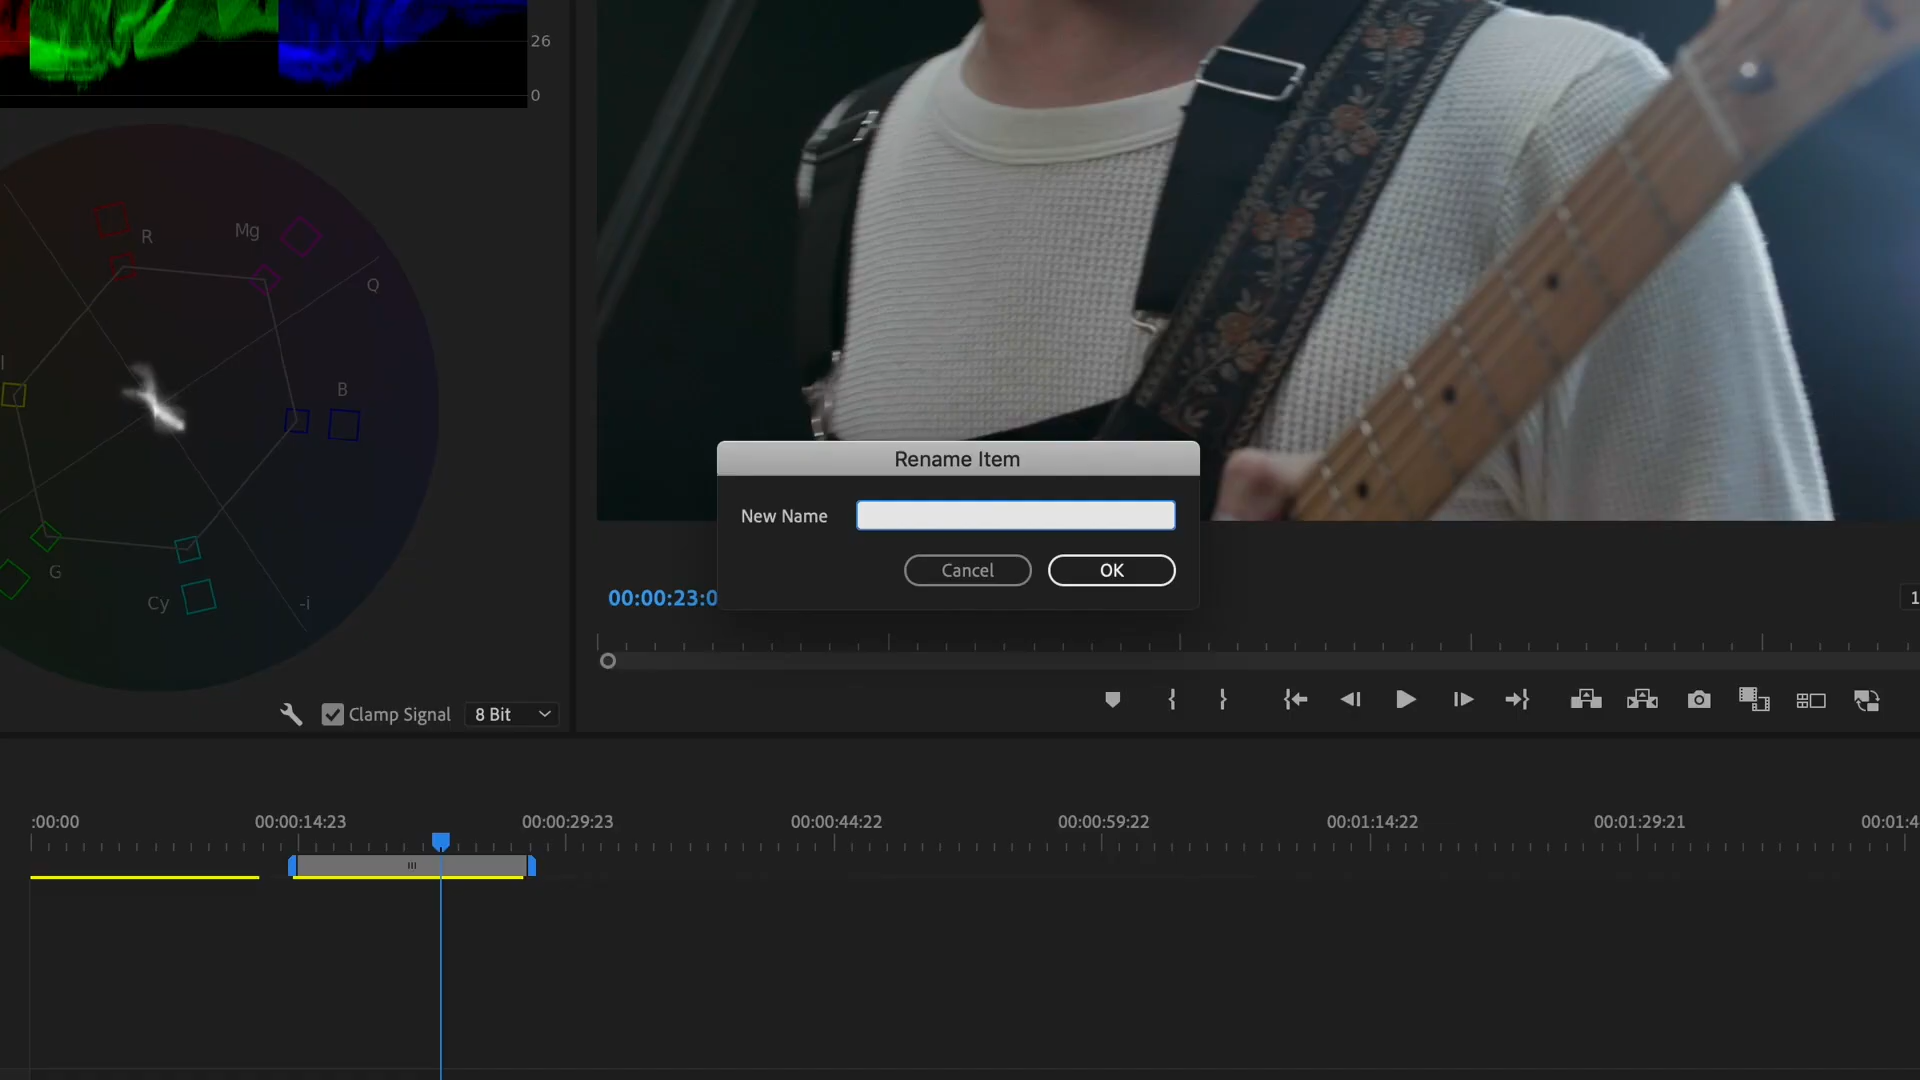 26
0
R
Mg
Q
I
B
G
Cy
-i
Rename Item
New Name
Cancel
OK
00:00:23:0
1
Clamp Signal
8 Bit
:00:00
00:00:14:23
00:00:29:23
00:00:44:22
00:00:59:22
00:01:14:22
00:01:29:21
00:01:4